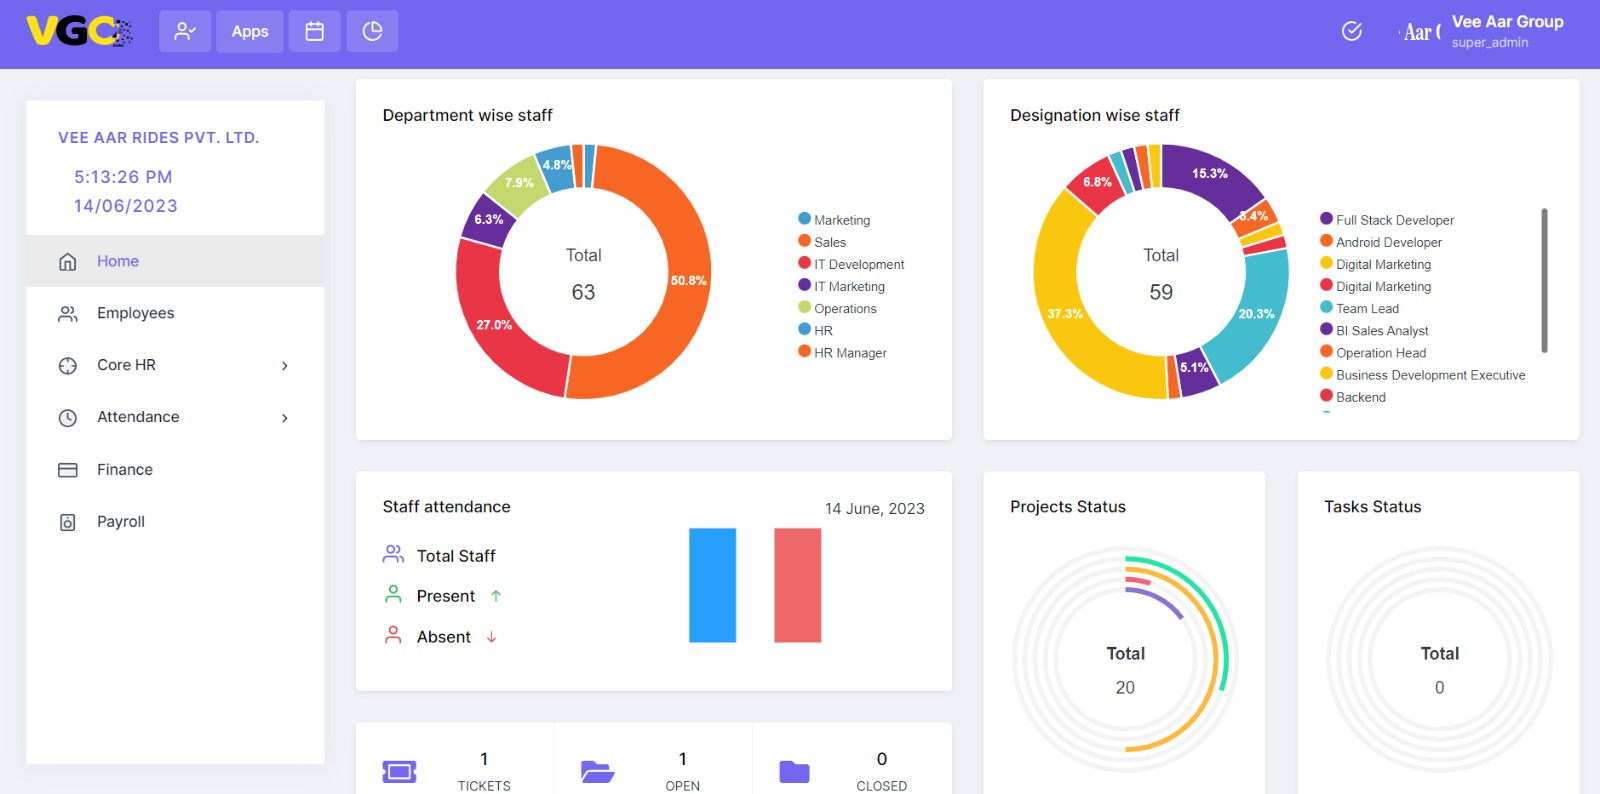 VGC
Apps
Vee Aar Group
super_admin
Aar
VEE AAR RIDES PVT. LTD.
5:13:26 PM
14/06/2023
Home
Employees
Core HR
Attendance
Finance
Payroll
Department wise staff
4.8%
7.9%
6.3%
27.0%
50.8%
Total
63
Marketing
Sales
IT Development
IT Marketing
Operations
HR
HR Manager
Designation wise staff
15.3%
3.4%
6.8%
37.3%
20.3%
5.1%
Total
59
Full Stack Developer
Android Developer
Digital Marketing
Digital Marketing
Team Lead
BI Sales Analyst
Operation Head
Business Development Executive
Backend
Staff attendance
14 June, 2023
Total Staff
Present
Absent
Projects Status
Total
20
Tasks Status
Total
0
1
TICKETS
1
OPEN
0
CLOSED